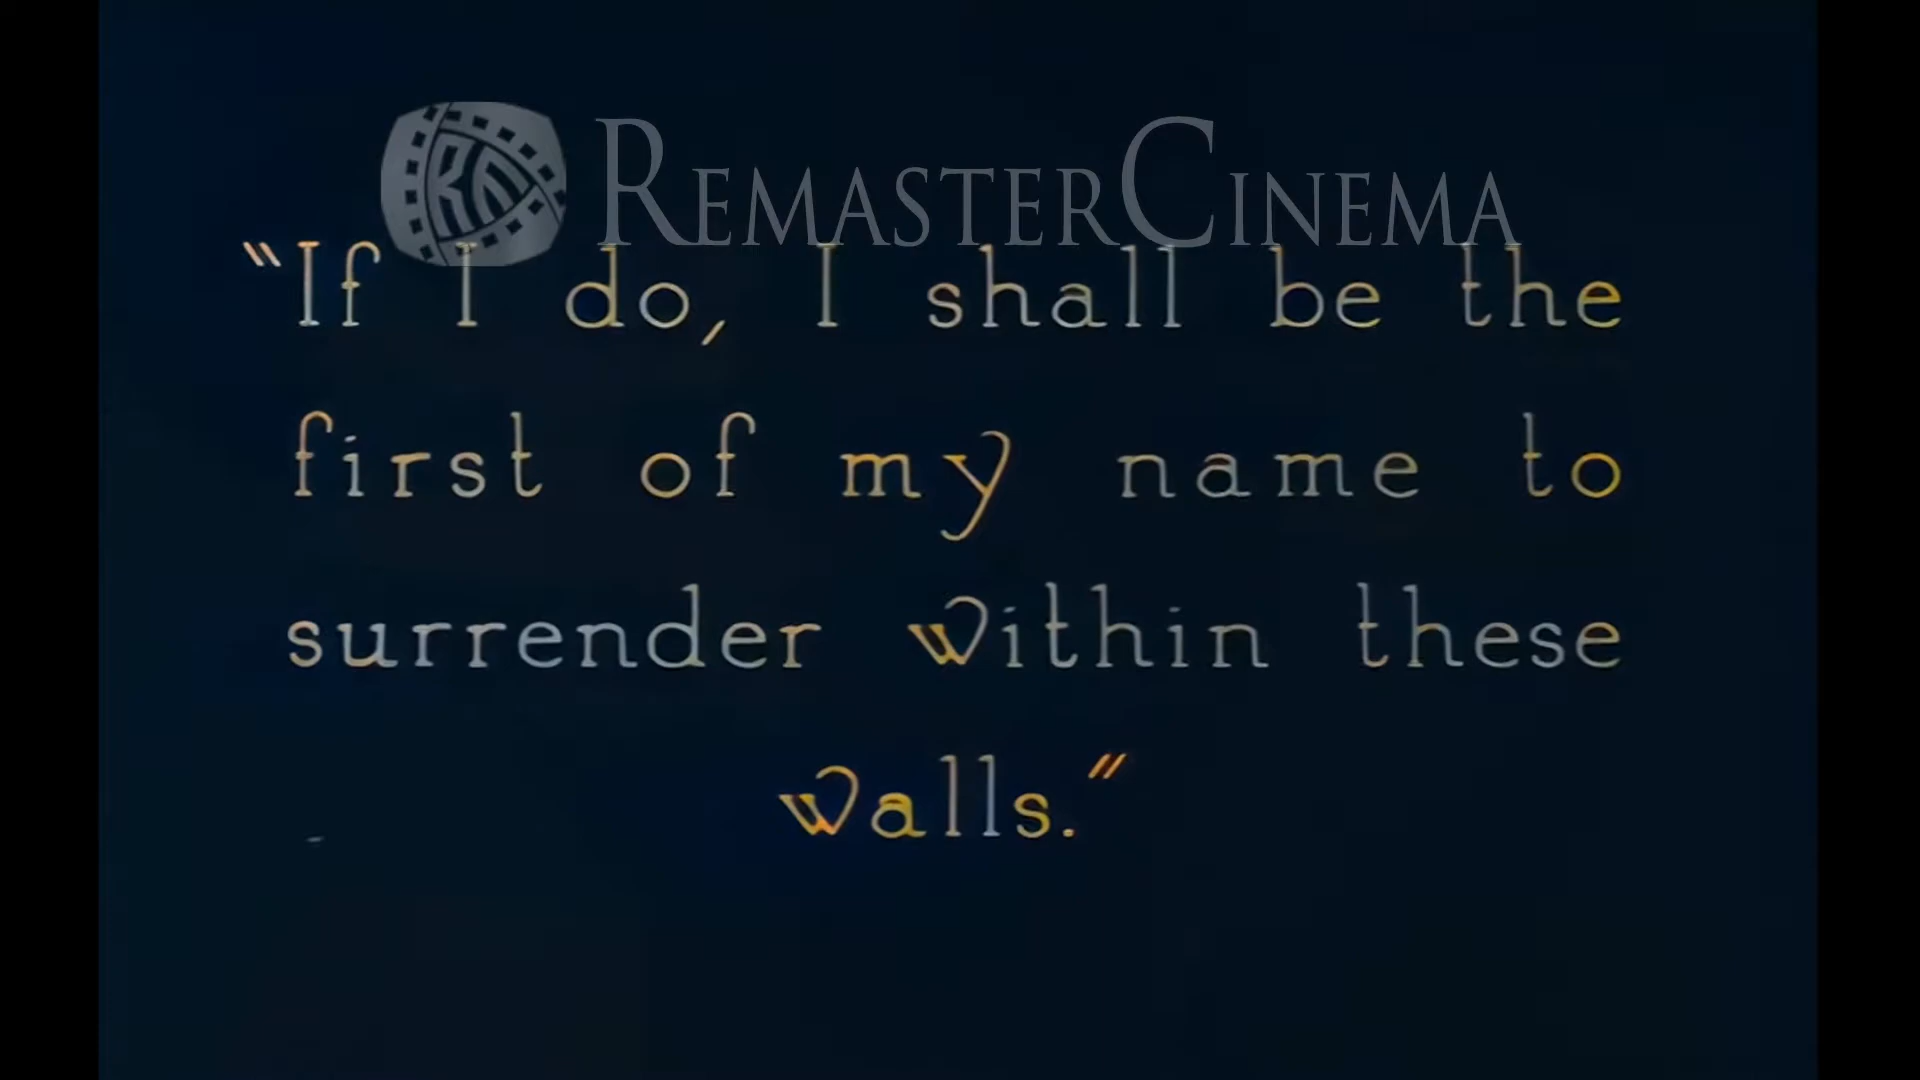 REMASTERCINEMA
"If I do, I shall be the
first of my name to
surrender within these
walls."